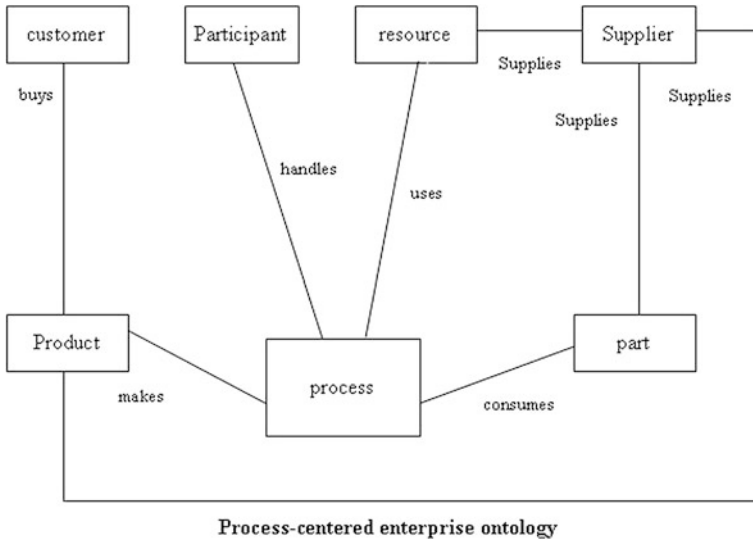 customer
Participant
resource
Supplier
Supplies
Supplies
buys
Supplies
handles
uses
Product
part
process
makes
consumes
Process-centered enterprise ontology